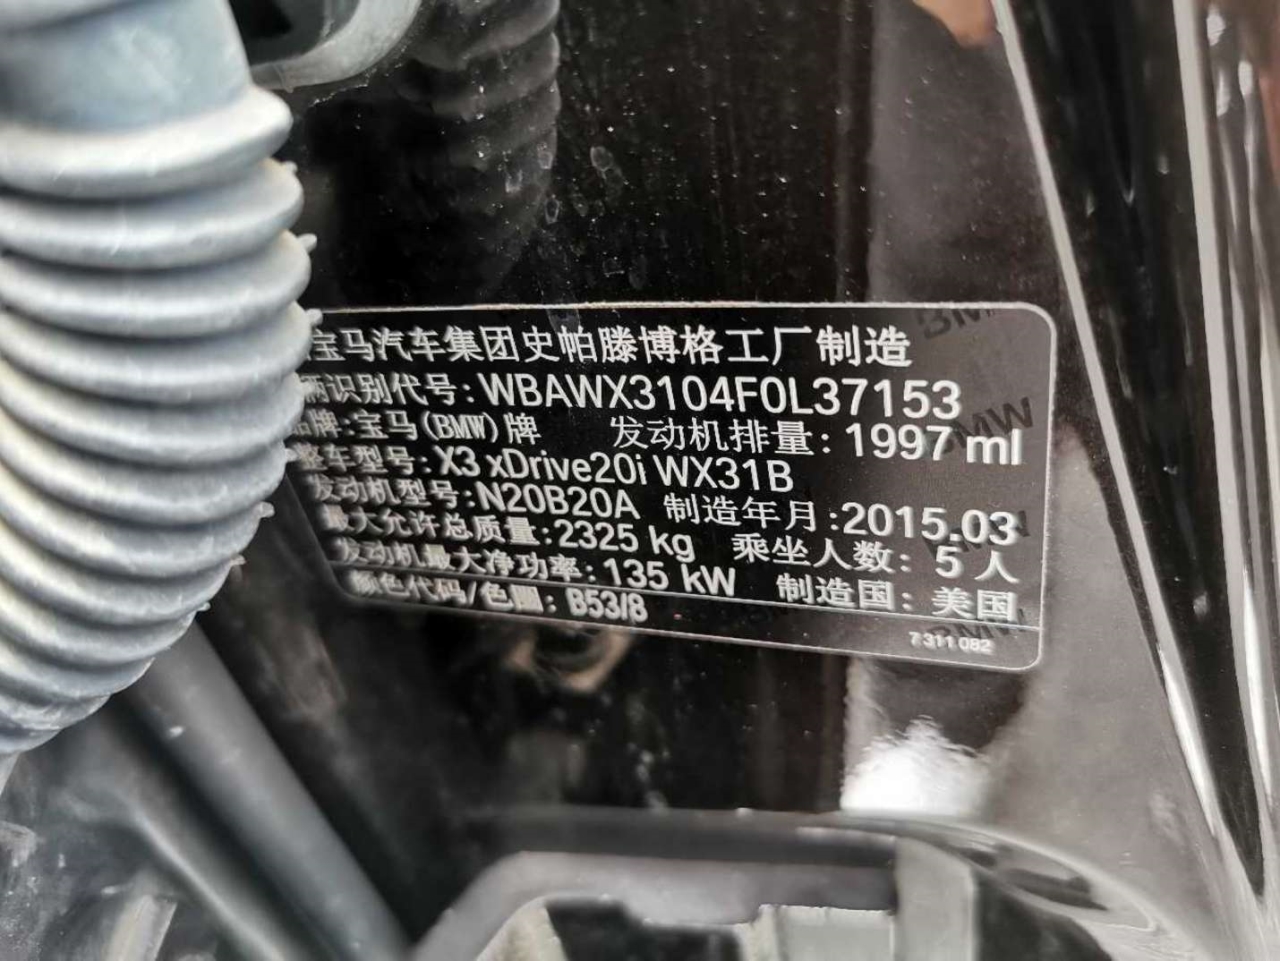 宝马汽车集团史帕滕博格工厂制造
辆识别代号:WBAWX3104F0L37153
品牌:宝马(BMW)牌 发动机排量:1997 ml
整车型号:X3 xDrive20i WX31B
发动机型号:N20B20A 制造年月:2015.03
最大允许总质量:2325 kg 乘坐人数:5人
发动机最大净功率:135 kW 制造国:美国
颜色代码/色圈:B53/8
7 311 082
BMW
BMW
BMW